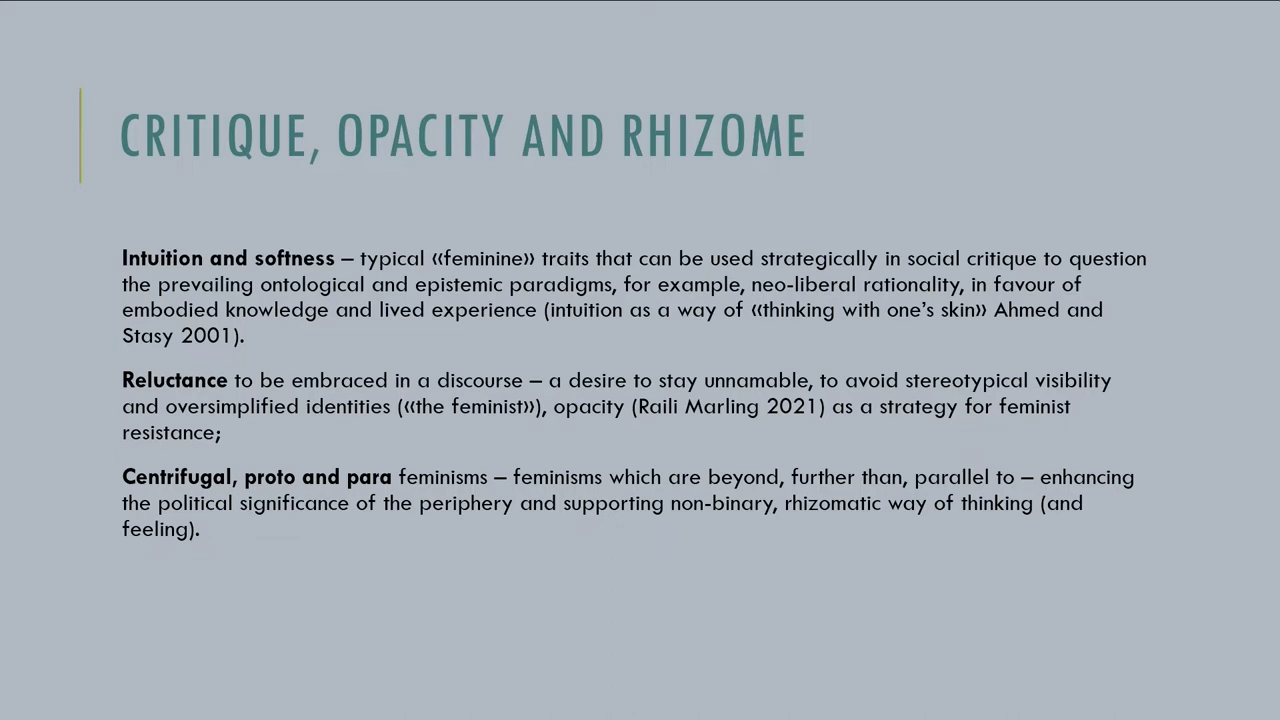 CRITIQUE, OPACITY AND RHIZOME
Intuition and softness – typical «feminine» traits that can be used strategically in social critique to question
the prevailing ontological and epistemic paradigms, for example, neo-liberal rationality, in favour of
embodied knowledge and lived experience (intuition as a way of «thinking with one's skin» Ahmed and
Stasy 2001).
Reluctance to be embraced in a discourse – a desire to stay unnamable, to avoid stereotypical visibility
and oversimplified identities («the feminist»), opacity (Raili Marling 2021) as a strategy for feminist
resistance;
Centrifugal, proto and para feminisms – feminisms which are beyond, further than, parallel to – enhancing
the political significance of the periphery and supporting non-binary, rhizomatic way of thinking (and
feeling).